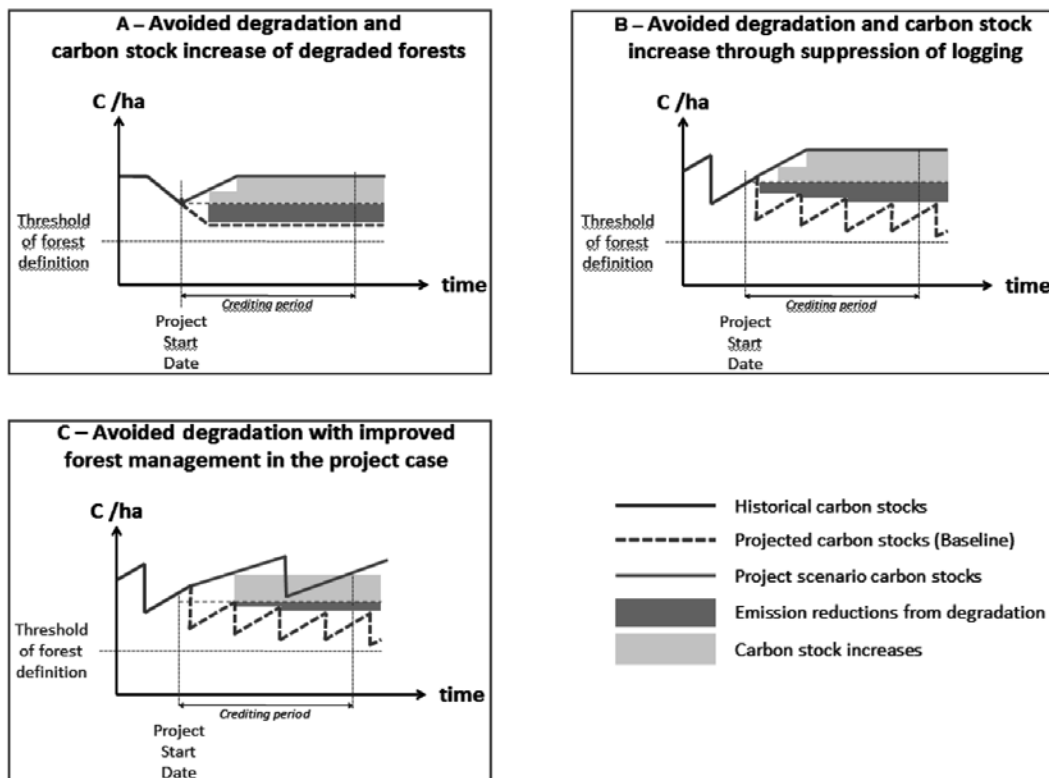 A – Avoided degradation and
carbon stock increase of degraded forests
C /ha
Threshold
of forest
definition
time
Crediting period
Project
Start
Date
B – Avoided degradation and carbon stock
increase through suppression of logging
C /ha
Threshold
of forest
definition
time
Crediting period
Project
Start
Date
C – Avoided degradation with improved
forest management in the project case
C /ha
Threshold
of forest
definition
time
Crediting period
Project
Start
Date
Historical carbon stocks
Projected carbon stocks (Baseline)
Project scenario carbon stocks
Emission reductions from degradation
Carbon stock increases